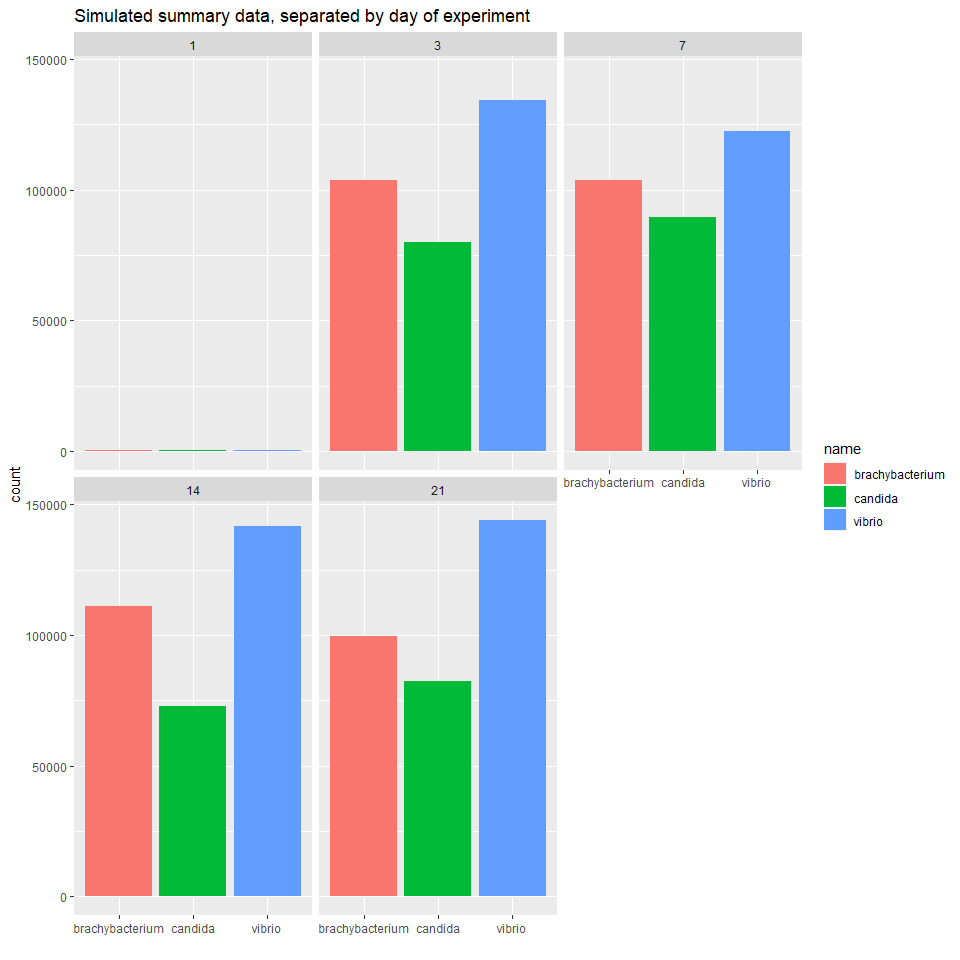 Simulated summary data, separated by day of experiment
1
3
7
150000
100000
50000
0
brachybacterium candida vibrio
count
14
21
150000
100000
50000
0
brachybacterium candida vibrio
brachybacterium candida vibrio
name
brachybacterium
candida
vibrio